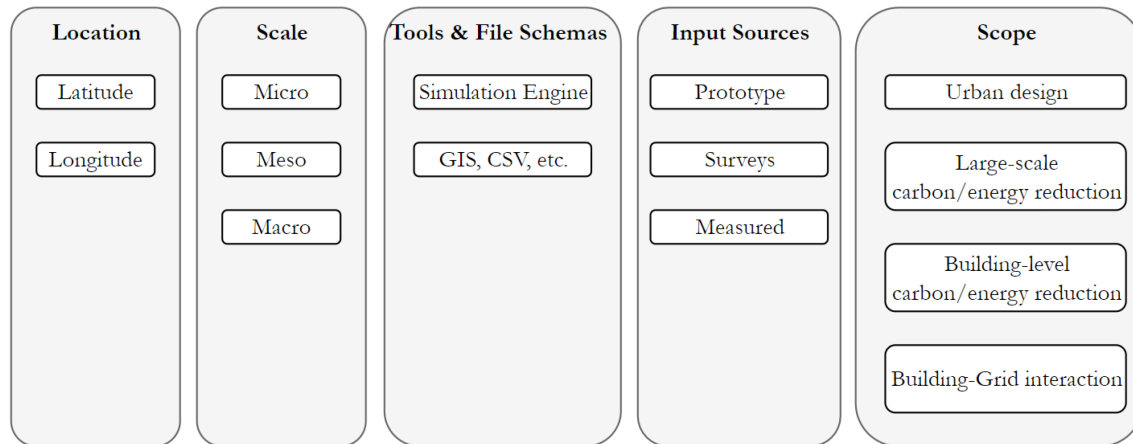 Location
Latitude
Longitude
Scale
Micro
Meso
Macro
Tools & File Schemas
Simulation Engine
GIS, CSV, etc.
Input Sources
Prototype
Surveys
Measured
Scope
Urban design
Large-scale
carbon/energy reduction
Building-level
carbon/energy reduction
Building-Grid interaction